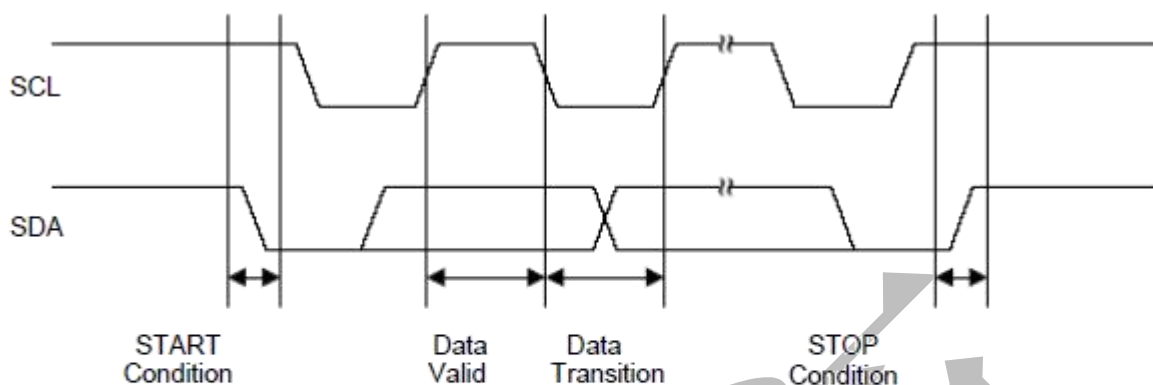 SCL
SDA
START
Condition
Data
Valid
Data
Transition
STOP
Condition